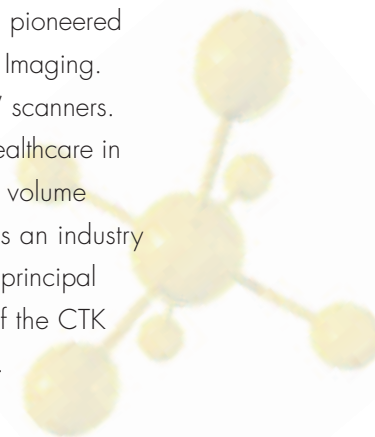 pioneered
Imaging.
scanners.
ealthcare in
volume
s an industry
principal
f the CTK